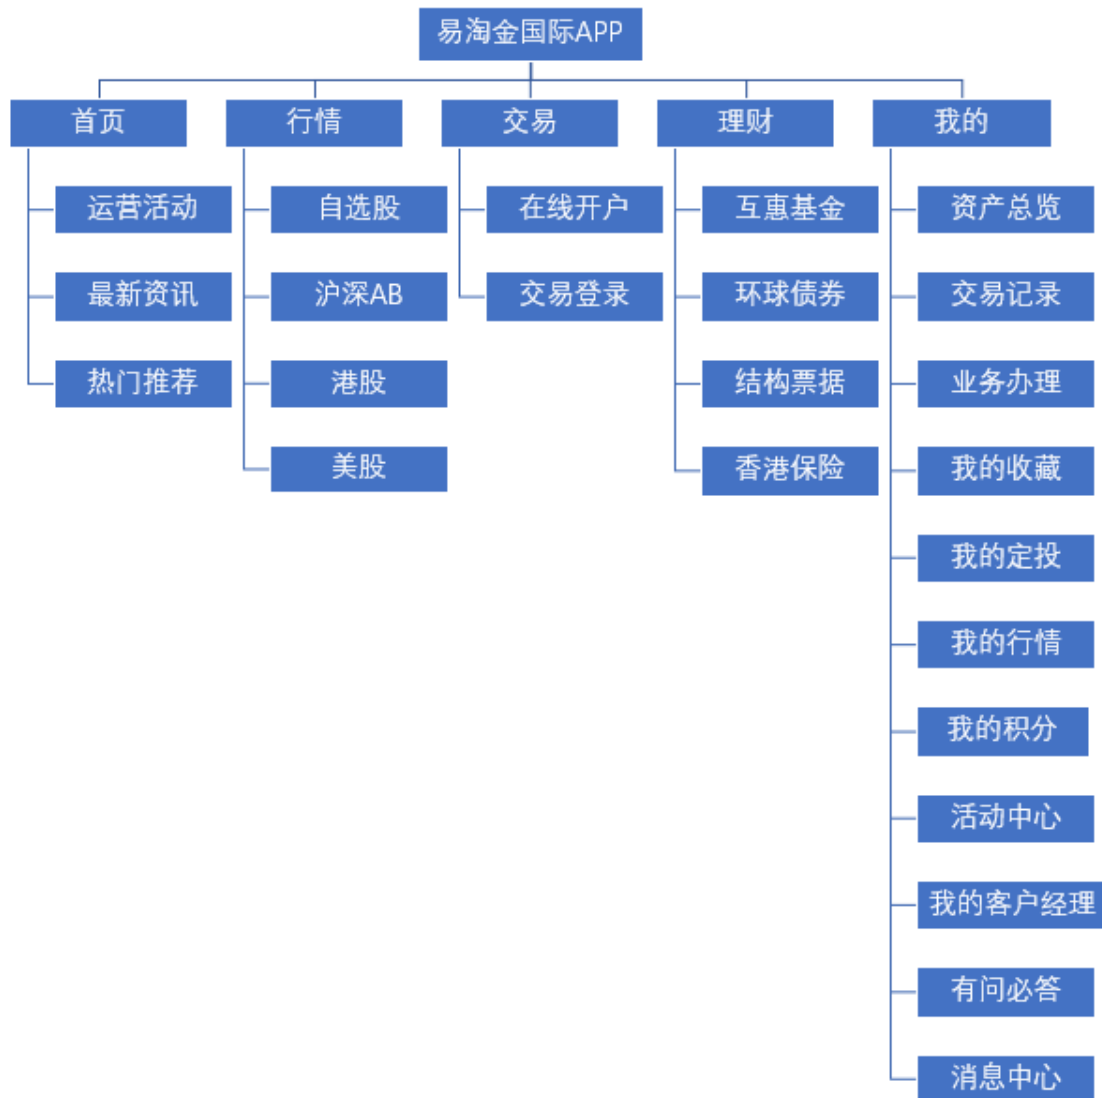 易淘金国际APP
首页
行情
交易
理财
我的
运营活动
自选股
在线开户
互惠基金
资产总览
最新资讯
沪深AB
交易登录
环球债券
交易记录
热门推荐
港股
结构票据
业务办理
美股
香港保险
我的收藏
我的定投
我的行情
我的积分
活动中心
我的客户经理
有问必答
消息中心